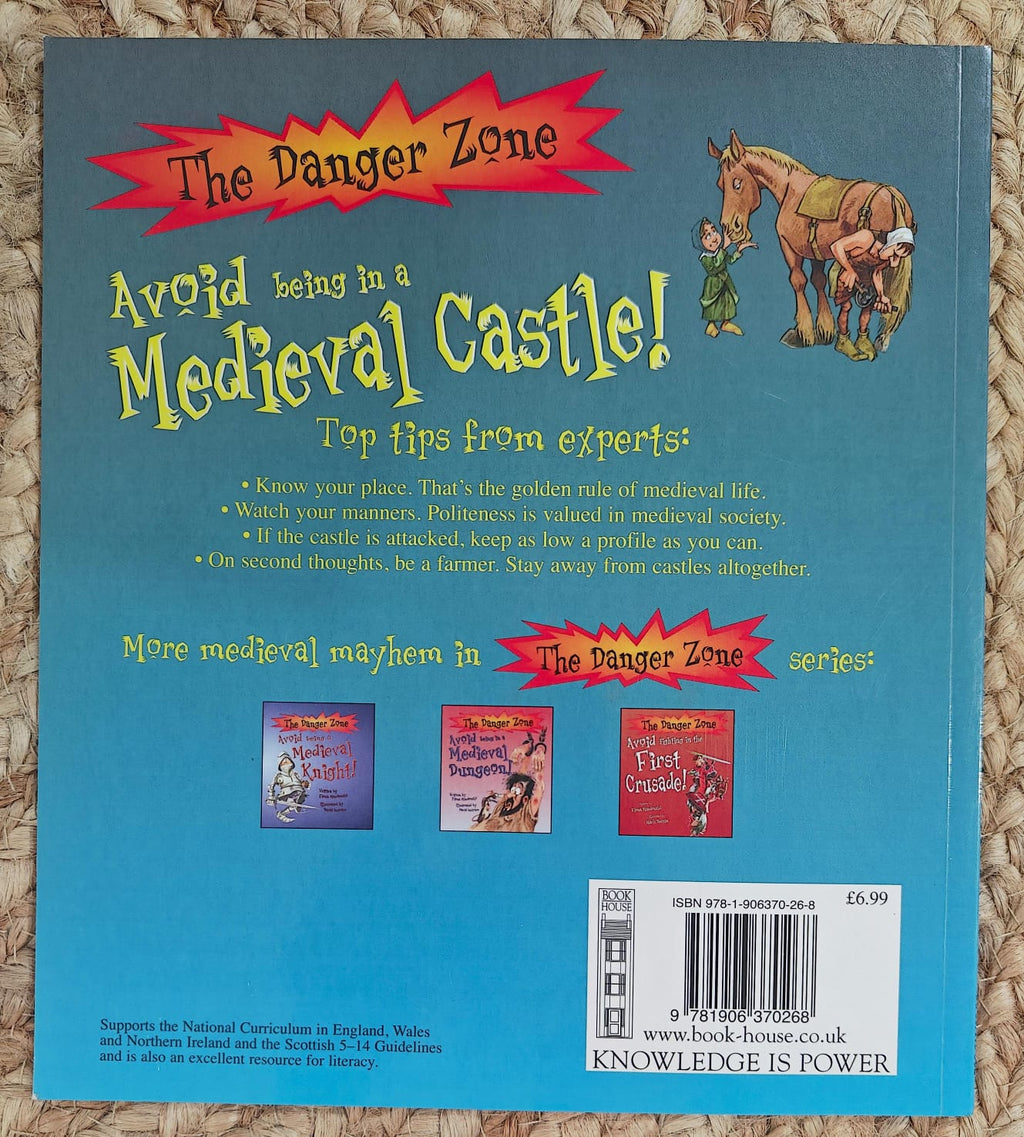 The Danger Zone
Avoid being in a
Medieval Castle!
Top tips from experts:
• Know your place. That's the golden rule of medieval life.
• Watch your manners. Politeness is valued in medieval society.
• If the castle is attacked, keep as low a profile as you can.
• On second thoughts, be a farmer. Stay away from castles altogether.
More medieval mayhem in The Danger Zone series:
The Danger Zone
Avoid being a
Medieval
Knight!
The Danger Zone
Avoid being in a
Medieval
Dungeon!
The Danger Zone
Avoid fighting in the
First
Crusade!
BOOK
HOUSE
ISBN 978-1-906370-26-8
£6.99
9 781906 370268
www.book-house.co.uk
KNOWLEDGE IS POWER
Supports the National Curriculum in England, Wales
and Northern Ireland and the Scottish 5–14 Guidelines
and is also an excellent resource for literacy.